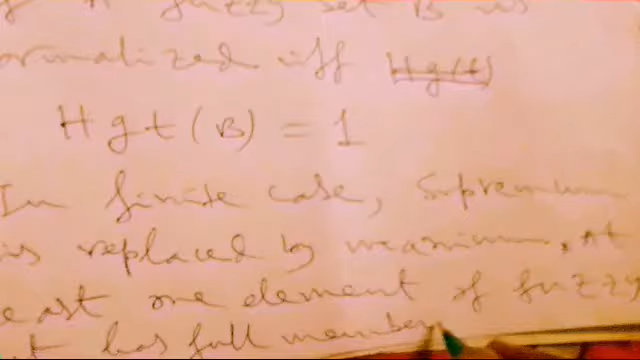 A fuzzy set B is
normalized iff Hgt(
Hgt(B) = 1
In finite case, Supremum
is replaced by maximum. At
least one element of fuzzy
has full member